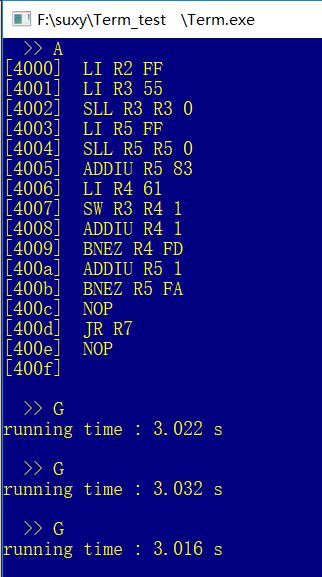 F:\suxy\Term_test   \Term.exe
>> A
[4000]  LI R2 FF
[4001]  LI R3 55
[4002]  SLL R3 R3 0
[4003]  LI R5 FF
[4004]  SLL R5 R5 0
[4005]  ADDIU R5 83
[4006]  LI R4 61
[4007]  SW R3 R4 1
[4008]  ADDIU R4 1
[4009]  BNEZ R4 FD
[400a]  ADDIU R5 1
[400b]  BNEZ R5 FA
[400c]  NOP
[400d]  JR R7
[400e]  NOP
[400f]
>> G
running time : 3.022 s
>> G
running time : 3.032 s
>> G
running time : 3.016 s